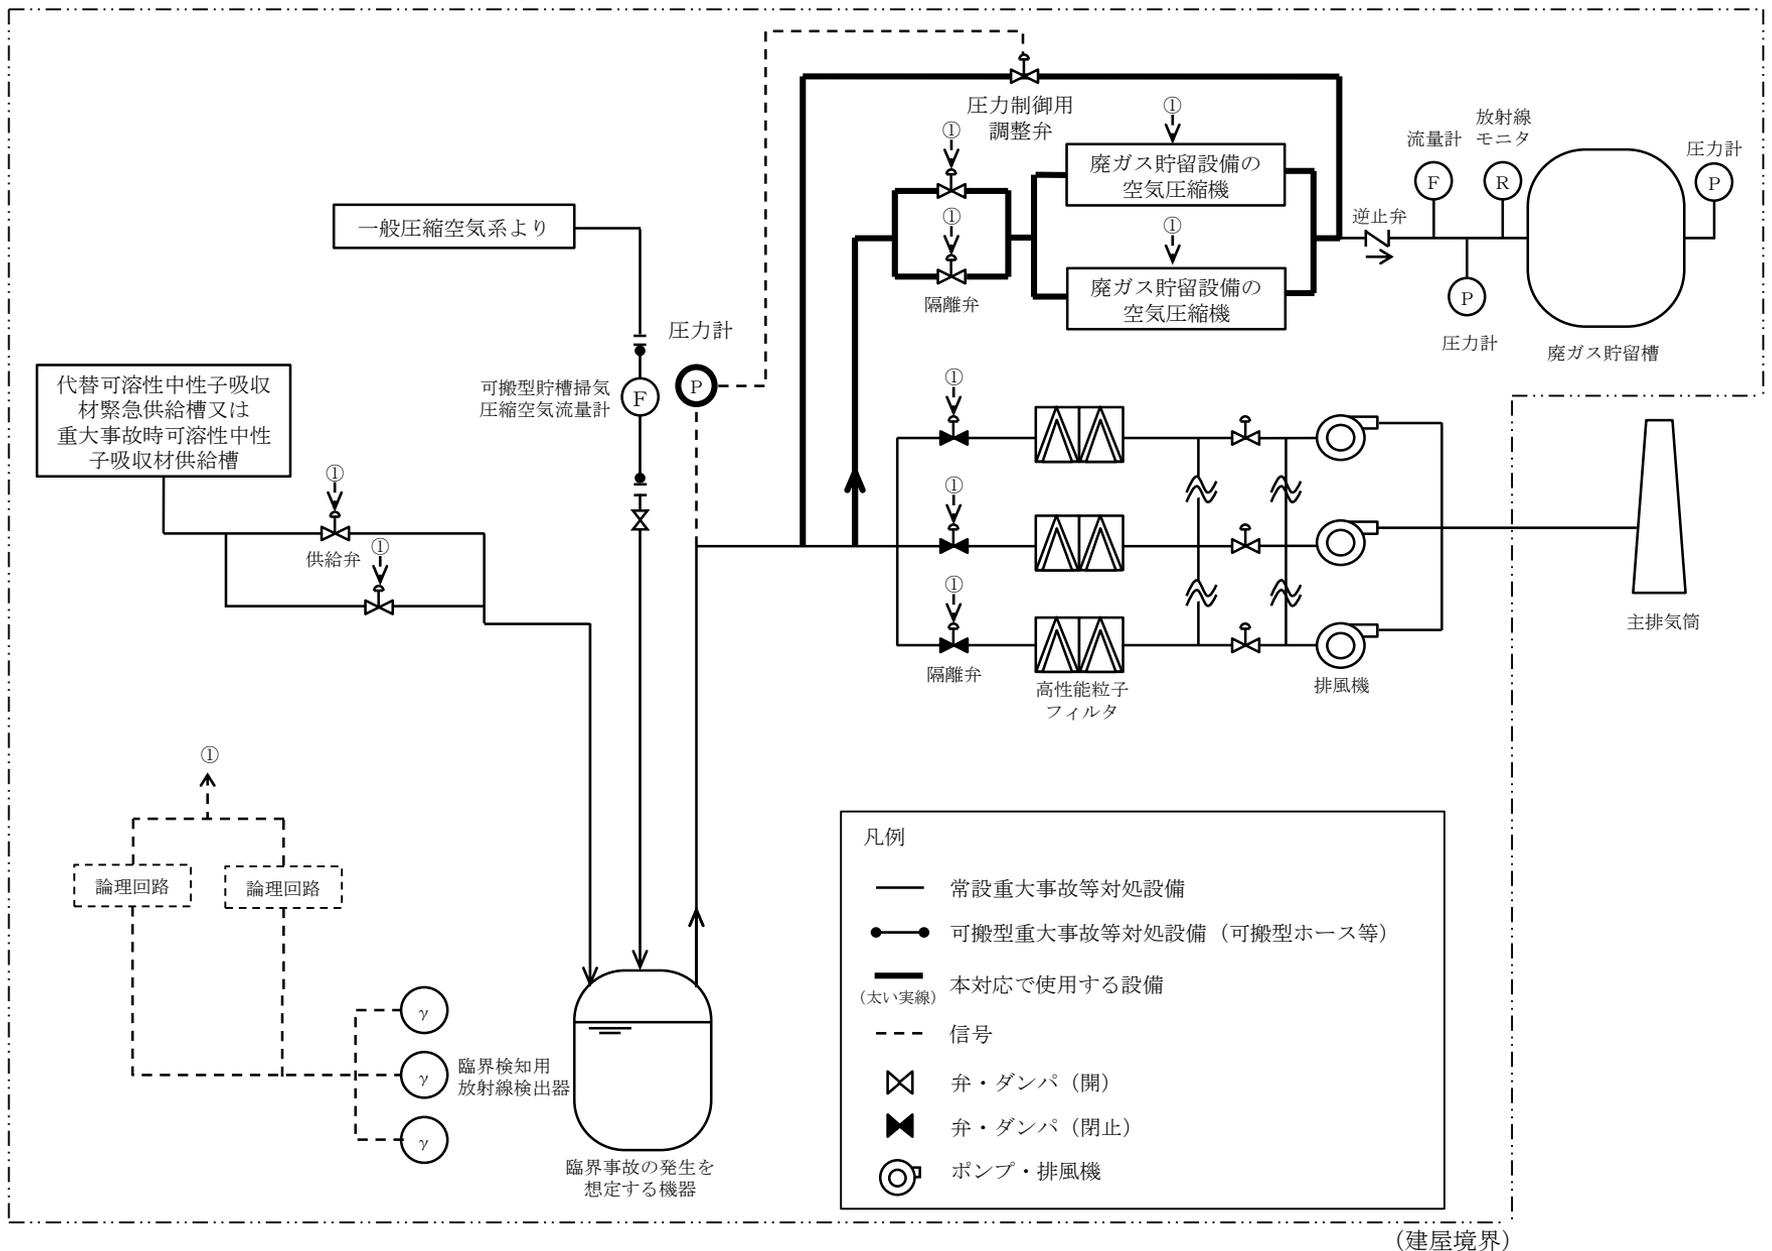 圧力制御用
調整弁
①
①
①
①
廃ガス貯留設備の
空気圧縮機
廃ガス貯留設備の
空気圧縮機
隔離弁
逆止弁
流量計
F
放射線
モニタ
R
圧力計
P
P
圧力計
廃ガス貯留槽
一般圧縮空気系より
圧力計
P
可搬型貯槽掃気
圧縮空気流量計
F
代替可溶性中性子吸収
材緊急供給槽又は
重大事故時可溶性中性
子吸収材供給槽
①
供給弁
①
①
①
①
隔離弁
高性能粒子
フィルタ
排風機
主排気筒
①
論理回路
論理回路
γ
γ
γ
臨界検知用
放射線検出器
臨界事故の発生を
想定する機器
凡例
常設重大事故等対処設備
可搬型重大事故等対処設備（可搬型ホース等）
本対応で使用する設備
（太い実線）
信号
弁・ダンパ（開）
弁・ダンパ（閉止）
ポンプ・排風機
（建屋境界）